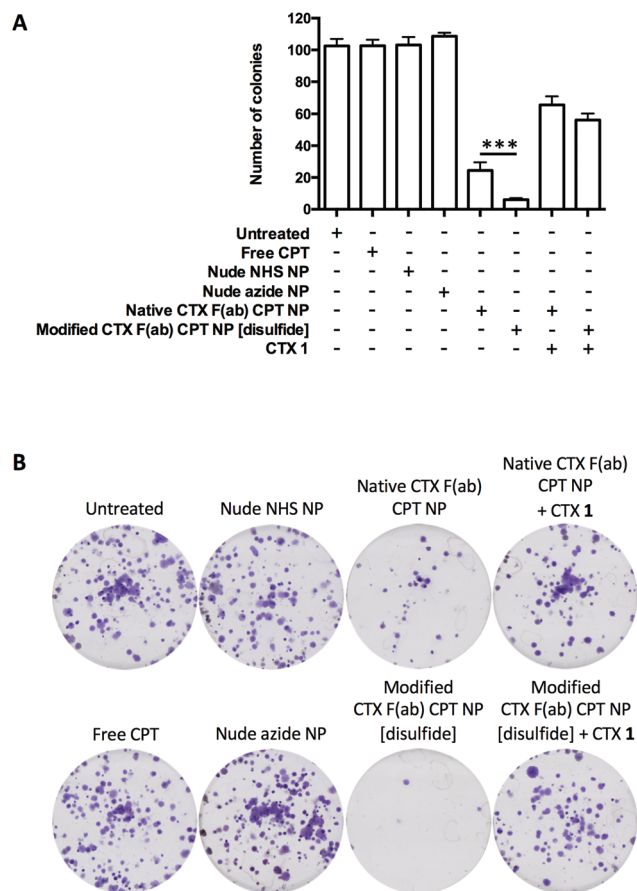 A
Number of colonies
120
100
80
60
40
20
0
***
Untreated + - - - - - - -
Free CPT - + - - - - - -
Nude NHS NP - - + - - - - -
Nude azide NP - - - + - - - -
Native CTX F(ab) CPT NP - - - - + - + -
Modified CTX F(ab) CPT NP [disulfide] - - - - - + - +
CTX 1 - - - - - - + +
B
Untreated
Nude NHS NP
Native CTX F(ab)
CPT NP
Native CTX F(ab)
CPT NP
+ CTX 1
Free CPT
Nude azide NP
Modified
CTX F(ab) CPT NP
[disulfide]
Modified
CTX F(ab) CPT NP
[disulfide] + CTX 1